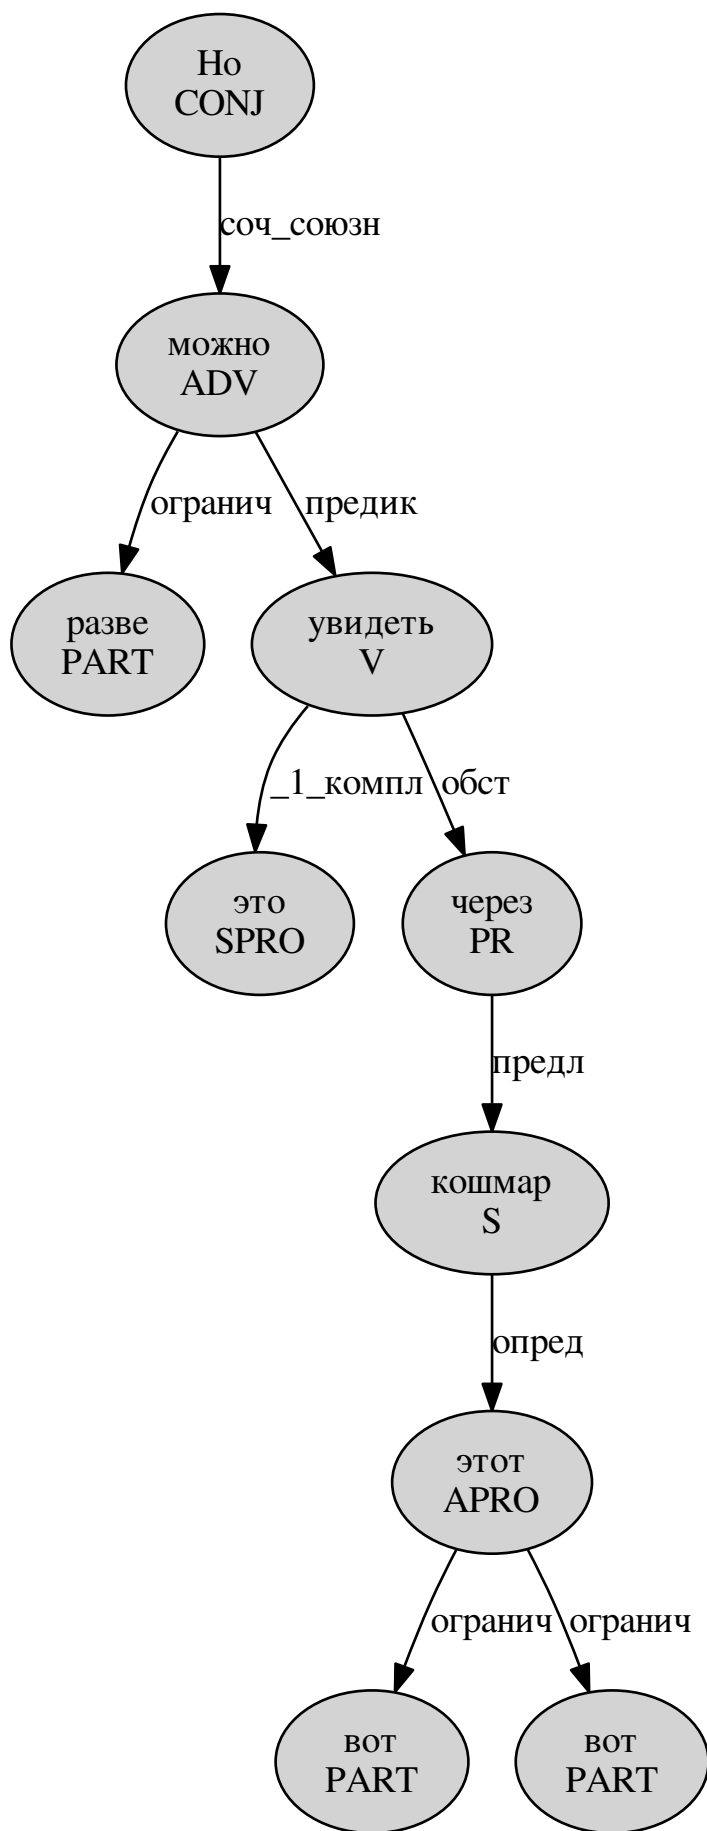 Но
CONJ
соч_союзн
можно
ADV
огранич
предик
разве
PART
увидеть
V
_1_компл
обст
это
SPRO
через
PR
предл
кошмар
S
опред
этот
APRO
огранич
огранич
вот
PART
вот
PART